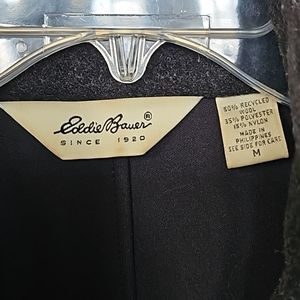 Eddie Bauer®
SINCE 1920
50% RECYCLED
WOOL
35% POLYESTER
15% NYLON
MADE IN
PHILIPPINES
SEE SIDE FOR CARE
M